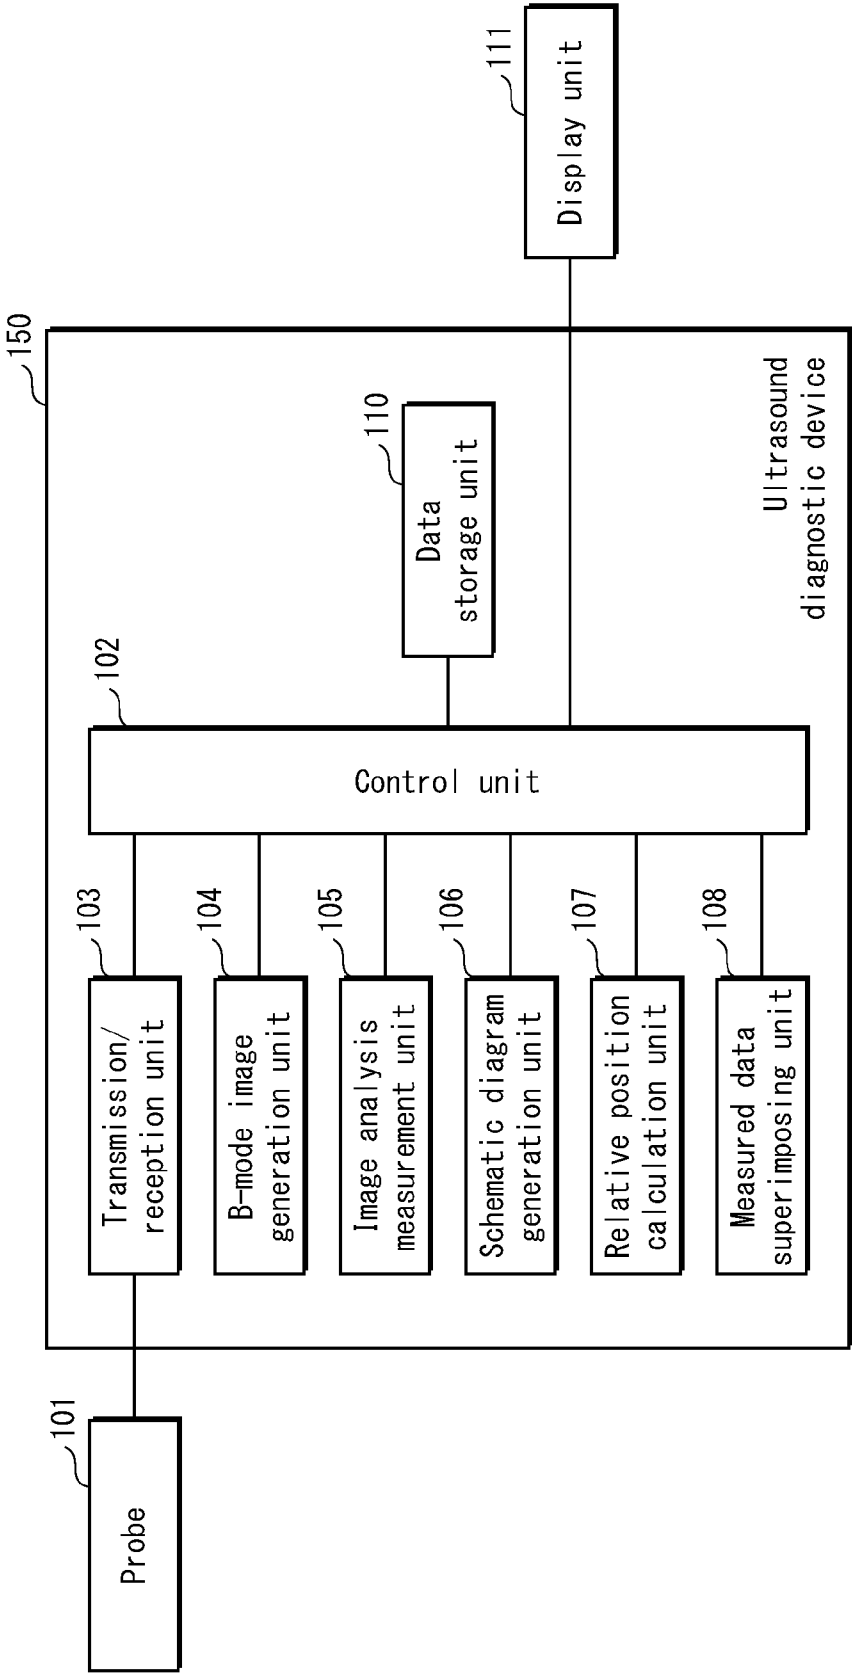 150
101
Probe
103
Transmission/
reception unit
104
B-mode image
generation unit
105
Image analysis
measurement unit
106
Schematic diagram
generation unit
107
Relative position
calculation unit
108
Measured data
superimposing unit
102
Control unit
110
Data
storage unit
111
Display unit
Ultrasound
diagnostic device